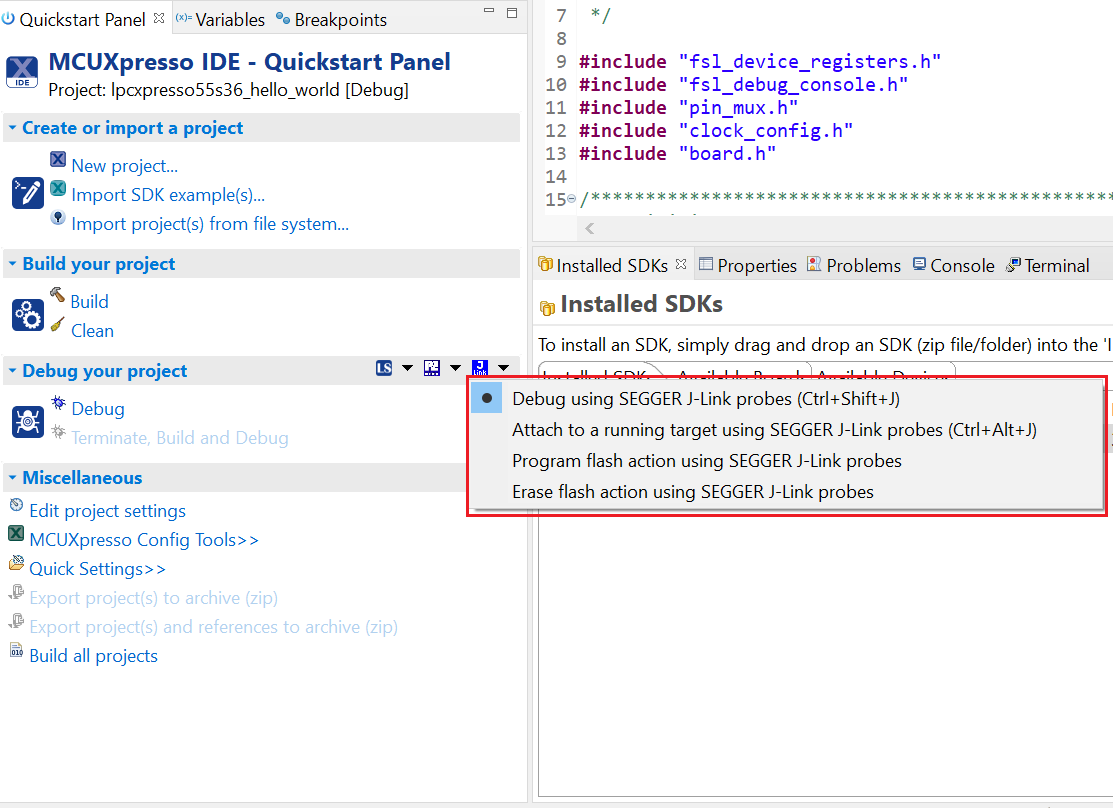 Quickstart Panel
(x)= Variables
Breakpoints
IDE
MCUXpresso IDE - Quickstart Panel
Project: lpcxpresso55s36_hello_world [Debug]
Create or import a project
New project...
Import SDK example(s)...
Import project(s) from file system...
Build your project
Build
Clean
Debug your project
LS
Debug
Terminate, Build and Debug
Miscellaneous
Edit project settings
MCUXpresso Config Tools>>
Quick Settings>>
Export project(s) to archive (zip)
Export project(s) and references to archive (zip)
010
Build all projects
7 */
8
9 #include "fsl_device_registers.h"
10 #include "fsl_debug_console.h"
11 #include "pin_mux.h"
12 #include "clock_config.h"
13 #include "board.h"
14
15 /*************************************************
Installed SDKs
Properties
Problems
Console
Terminal
Installed SDKs
To install an SDK, simply drag and drop an SDK (zip file/folder) into the 'I
Installed SDKs
Available Boards
Available Devices
Debug using SEGGER J-Link probes (Ctrl+Shift+J)
Attach to a running target using SEGGER J-Link probes (Ctrl+Alt+J)
Program flash action using SEGGER J-Link probes
Erase flash action using SEGGER J-Link probes